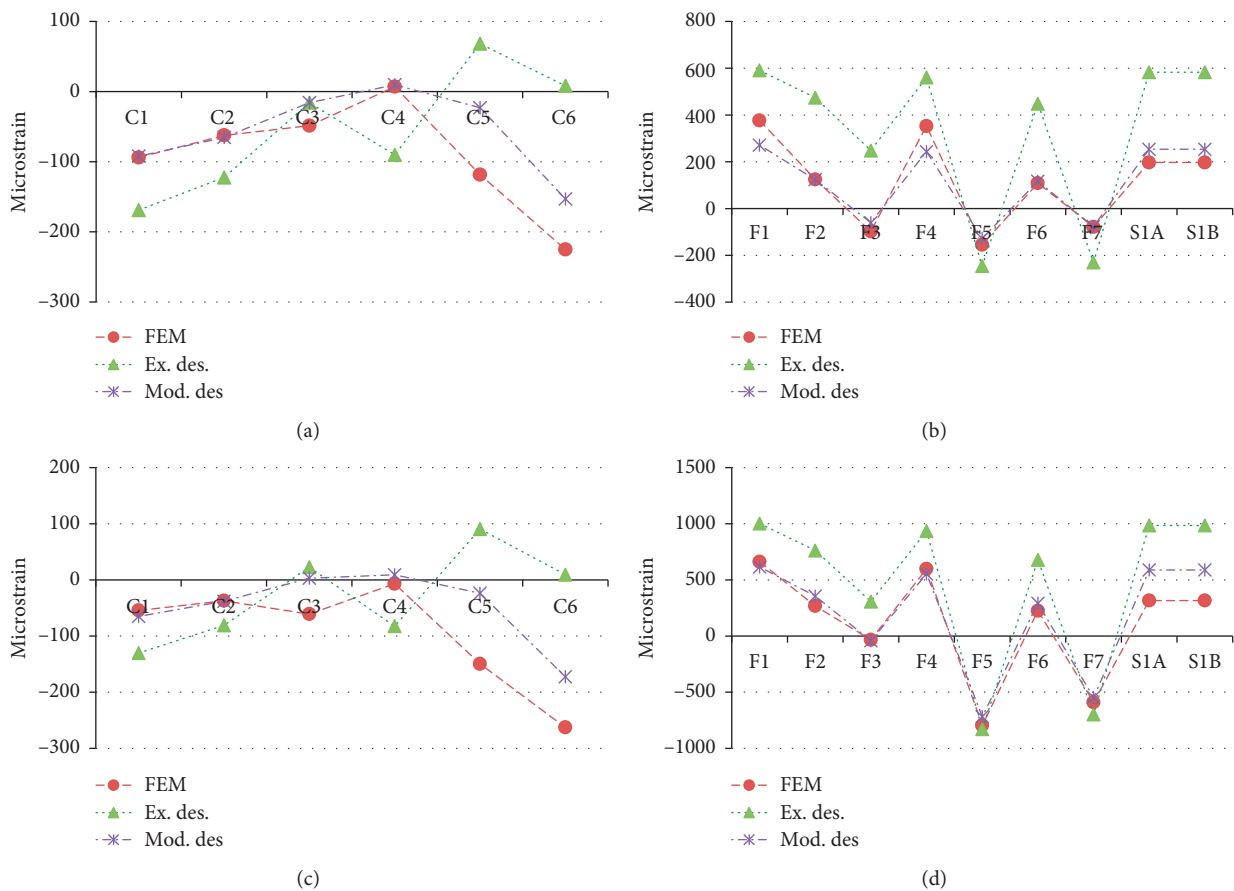 100
0
–100
–200
–300
Microstrain
C1
C2
C3
C4
C5
C6
FEM
Ex. des.
Mod. des
(a)
800
600
400
200
0
–200
–400
Microstrain
F1
F2
F3
F4
F5
F6
F7
S1A
S1B
FEM
Ex. des.
Mod. des
(b)
200
100
0
–100
–200
–300
Microstrain
C1
C2
C3
C4
C5
C6
FEM
Ex. des.
Mod. des
(c)
1500
1000
500
0
–500
–1000
Microstrain
F1
F2
F3
F4
F5
F6
F7
S1A
S1B
FEM
Ex. des.
Mod. des
(d)